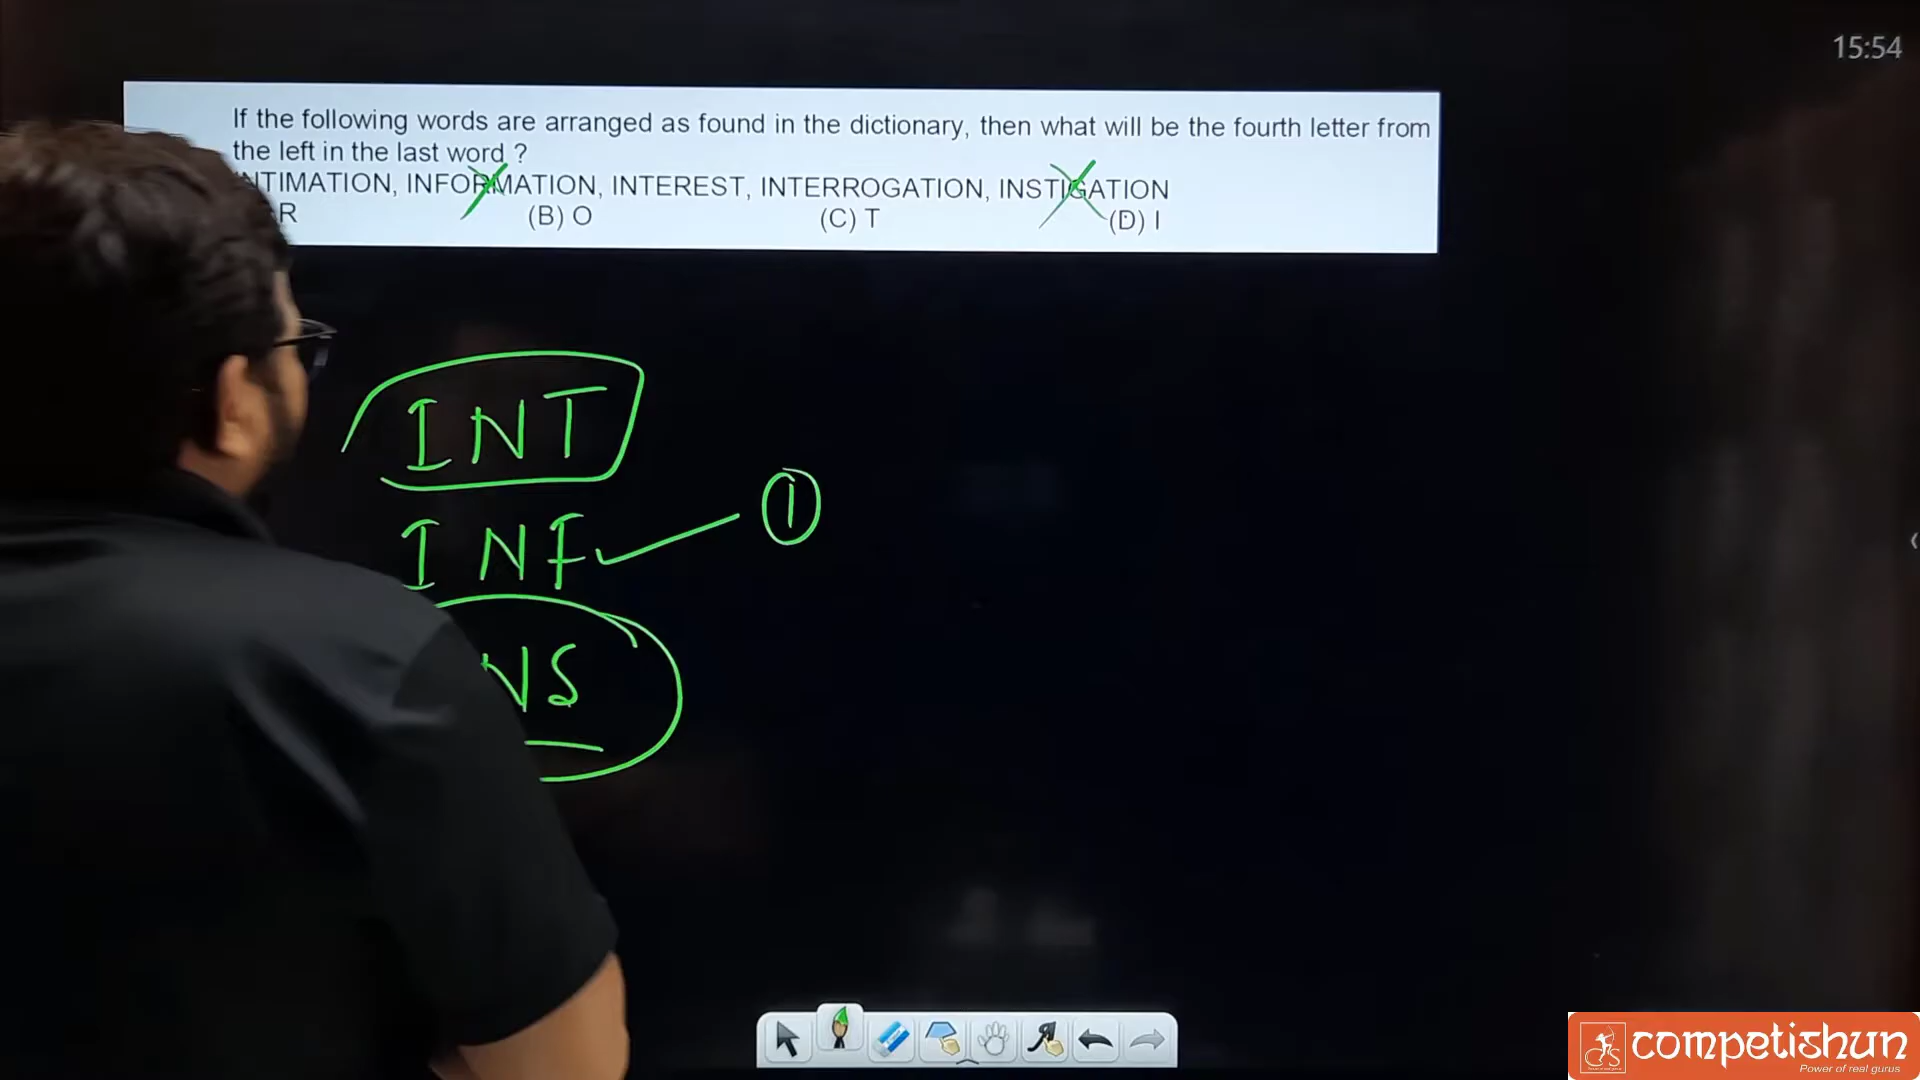 15:54
If the following words are arranged as found in the dictionary, then what will be the fourth letter from
the left in the last word ?
NTIMATION, INFORMATION, INTEREST, INTERROGATION, INSTIGATION
R (B) O (C) T (D) I
INT
INF 1
NS
competishun
Power of real gurus